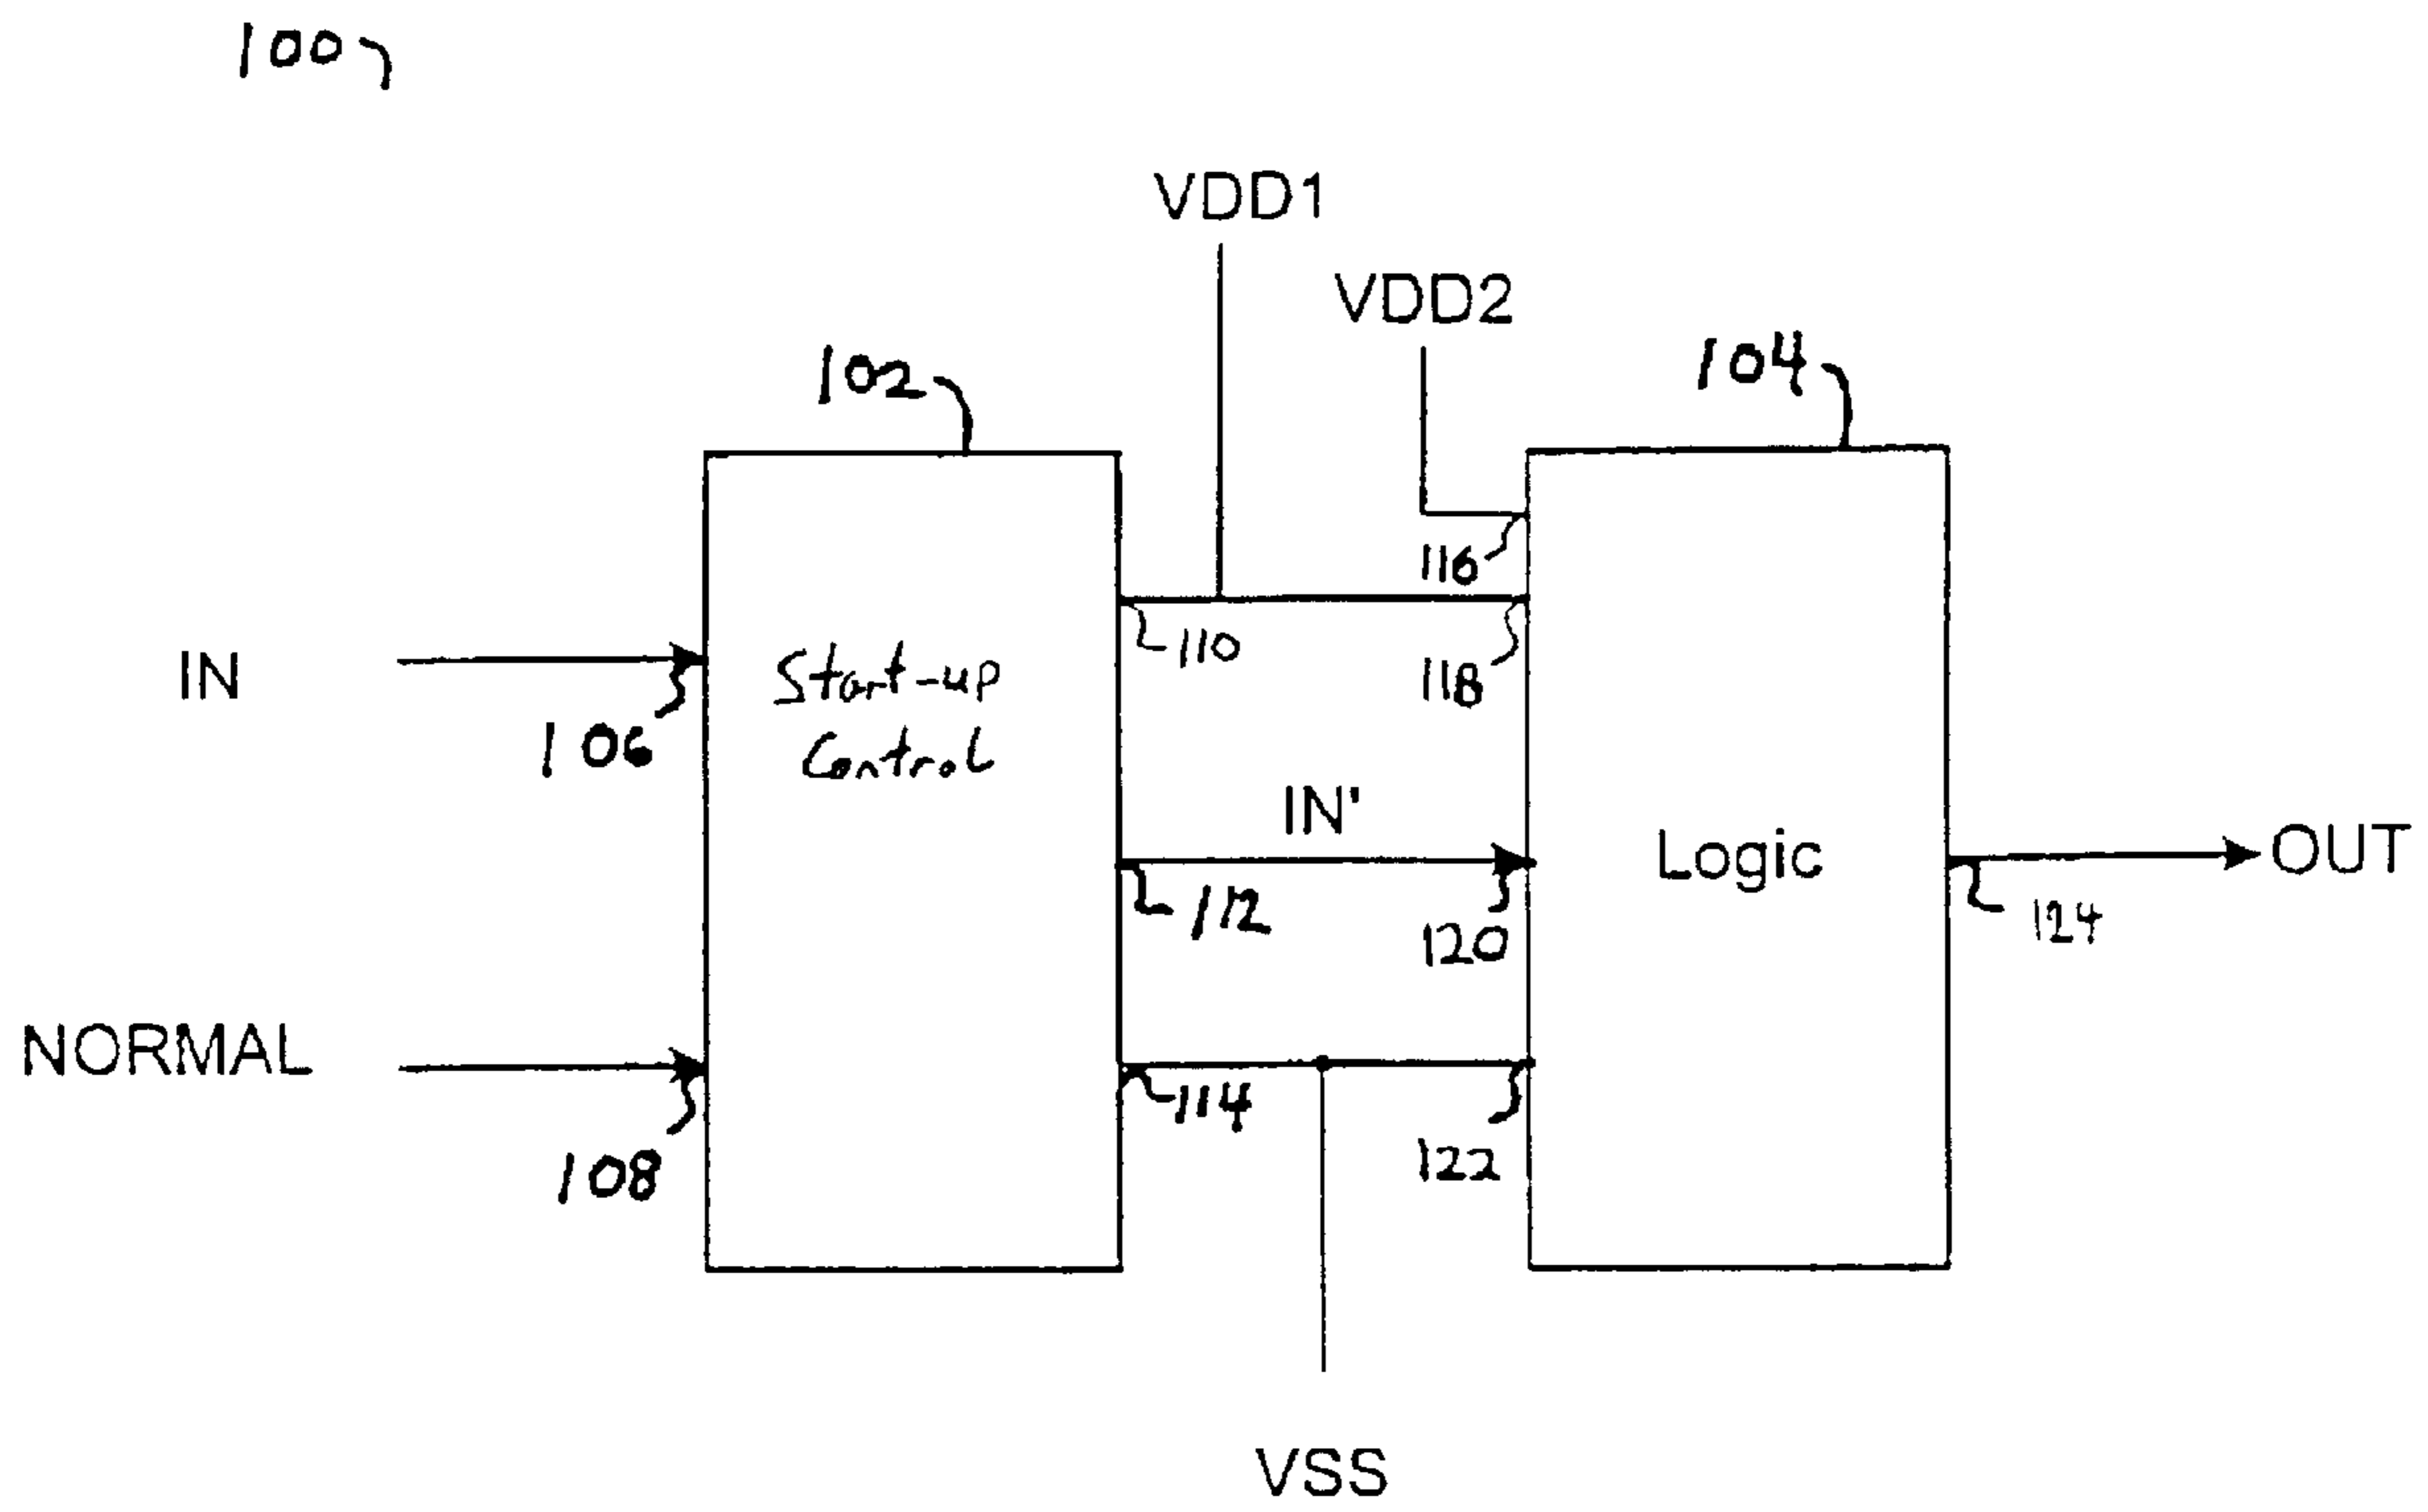 100
VDD1
VDD2
102
104
116
110
118
IN
Start-up
Control
106
IN'
Logic
OUT
112
120
124
NORMAL
114
108
122
VSS